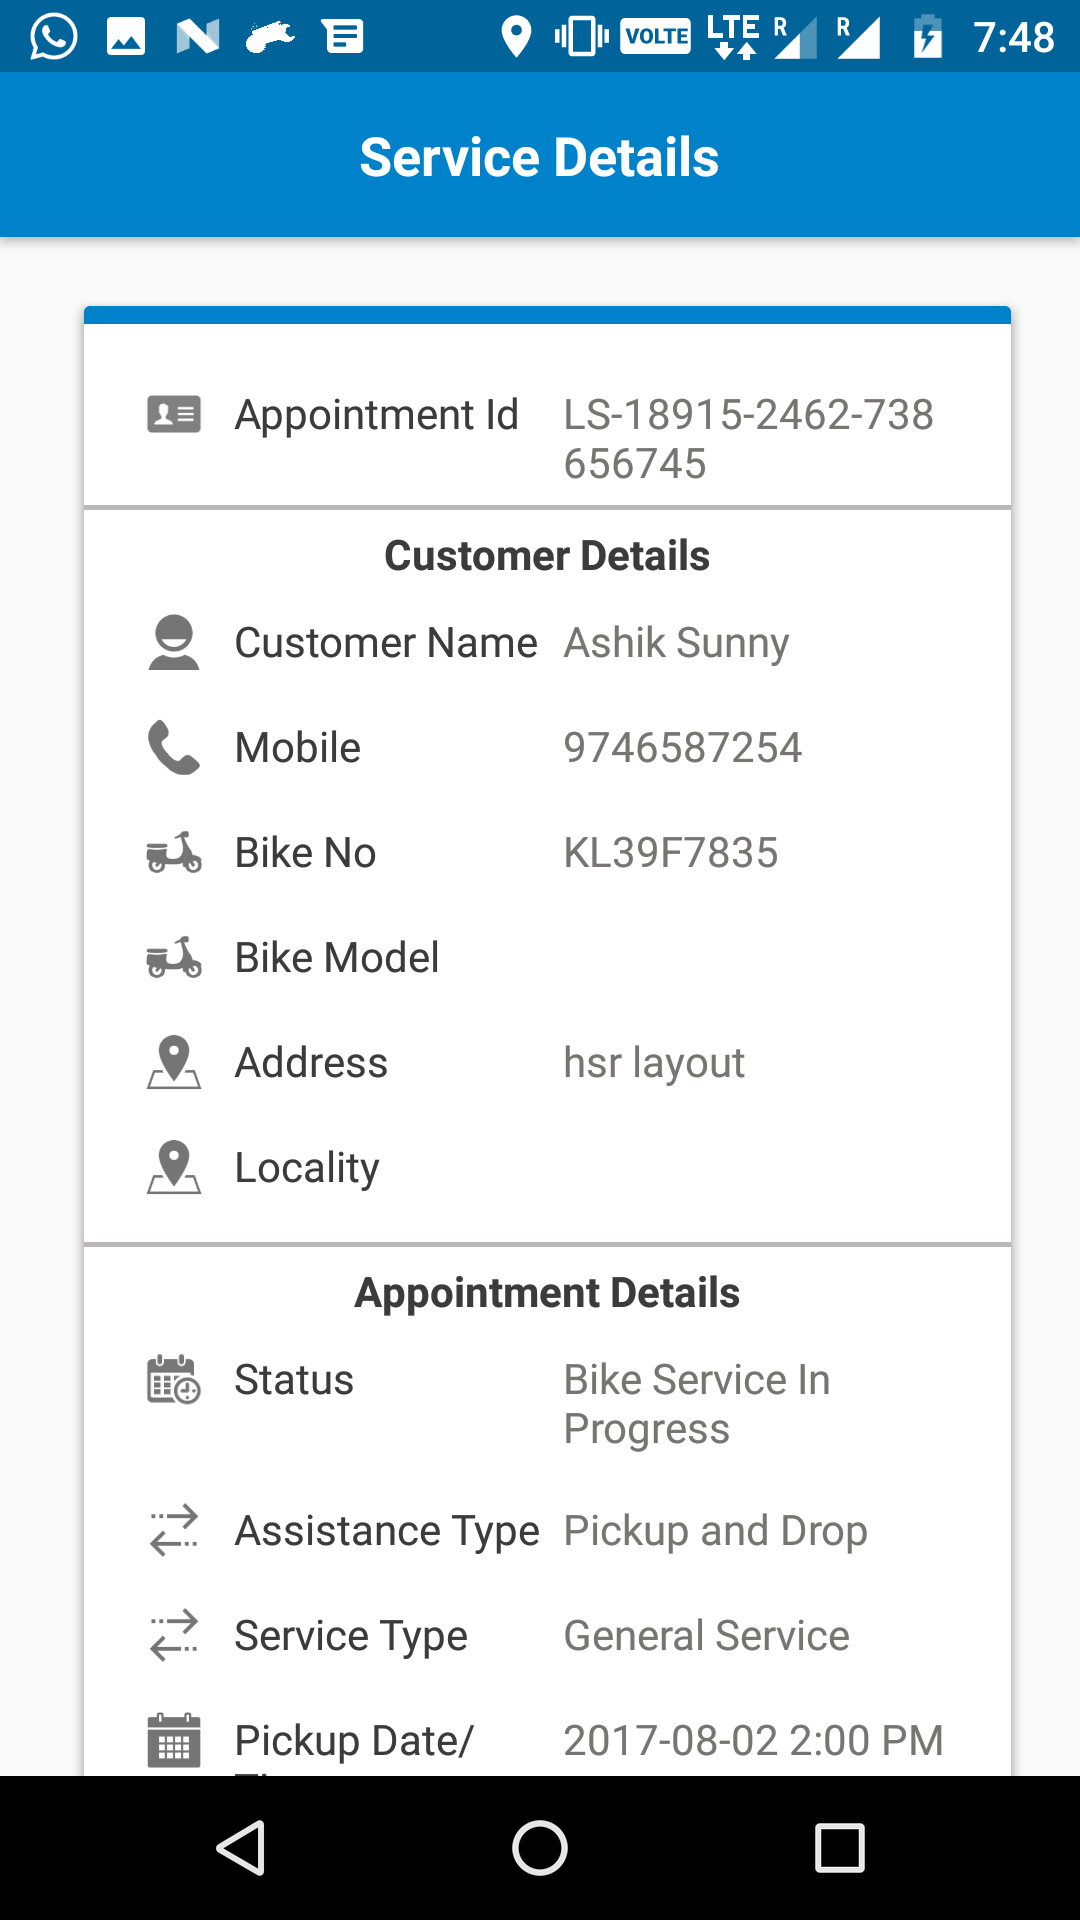 VOLTE LTE R R 7:48
Service Details
Appointment Id LS-18915-2462-738
656745
Customer Details
Customer Name Ashik Sunny
Mobile 9746587254
Bike No KL39F7835
Bike Model
Address hsr layout
Locality
Appointment Details
Status Bike Service In
Progress
Assistance Type Pickup and Drop
Service Type General Service
Pickup Date/ 2017-08-02 2:00 PM